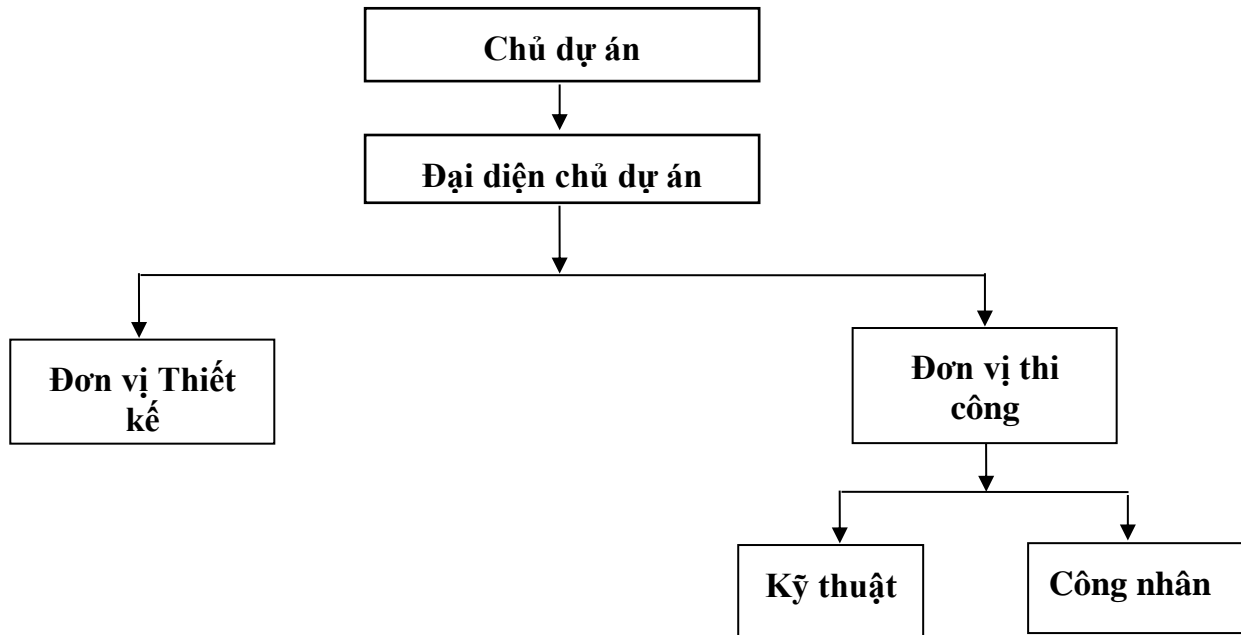 Chủ dự án
Đại diện chủ dự án
Đơn vị Thiết
kế
Đơn vị thi
công
Kỹ thuật
Công nhân